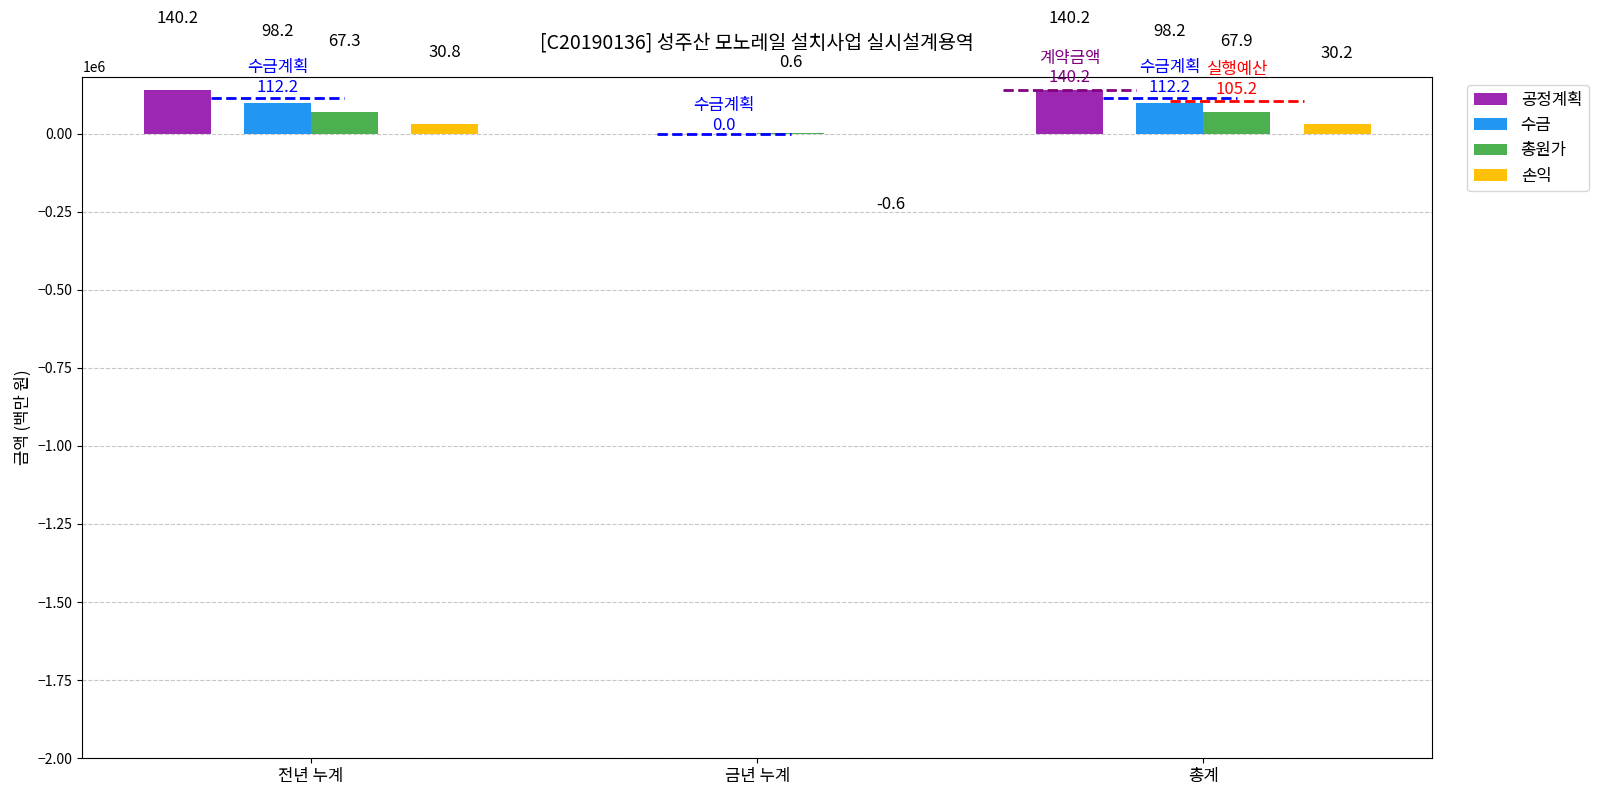 140.2
98.2
67.3
30.8
[C20190136] 성주산 모노레일 설치사업 실시설계용역
0.6
140.2
98.2
67.9
30.2
1e6
수금계획
112.2
수금계획
0.0
계약금액
140.2
수금계획
112.2
실행예산
105.2
공정계획
수금
총원가
손익
-0.6
0.00
−0.25
−0.50
−0.75
−1.00
−1.25
−1.50
−1.75
−2.00
금액 (백만 원)
전년 누계
금년 누계
총계